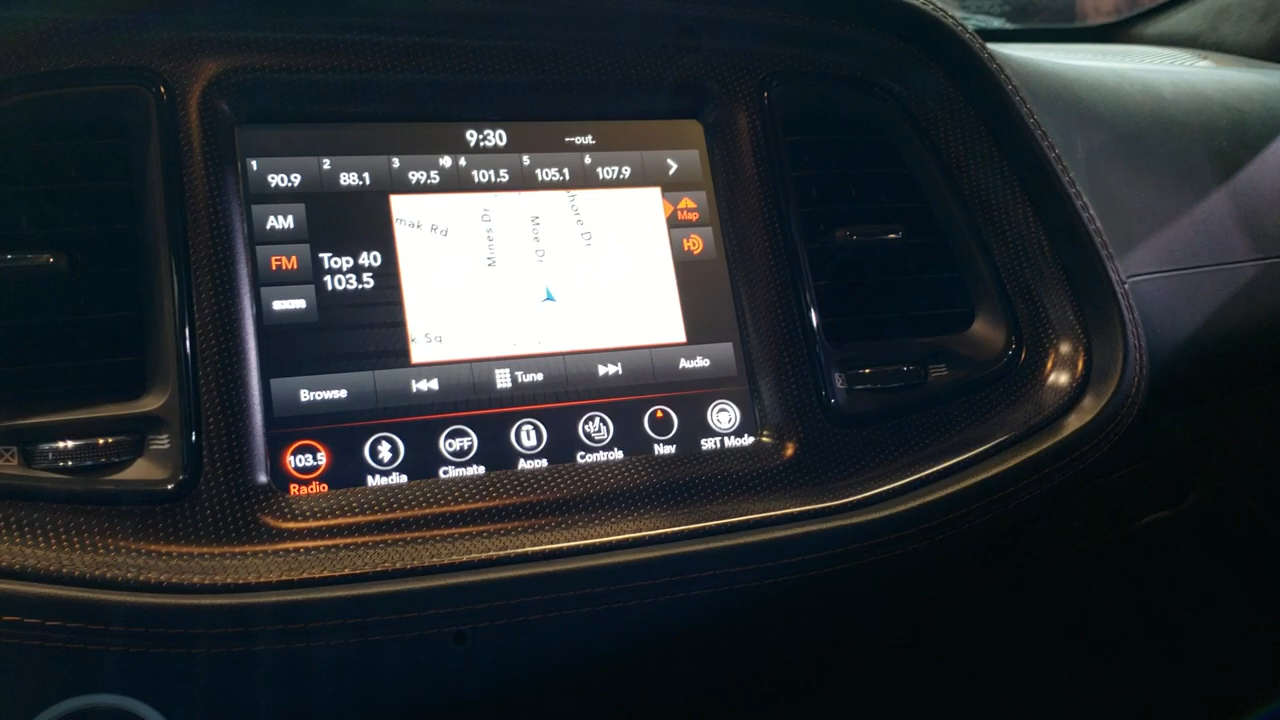 9:30 --out.
1 2 3 4 5 6
90.9 88.1 99.5 101.5 105.1 107.9
AM
FM
Top 40
103.5
mak Rd
Mines Dr
Moe Dr
hore Dr
k Sq
Map
HD
Browse Tune Audio
103.5 OFF
Radio Media Climate Apps Controls Nav SRT Mode